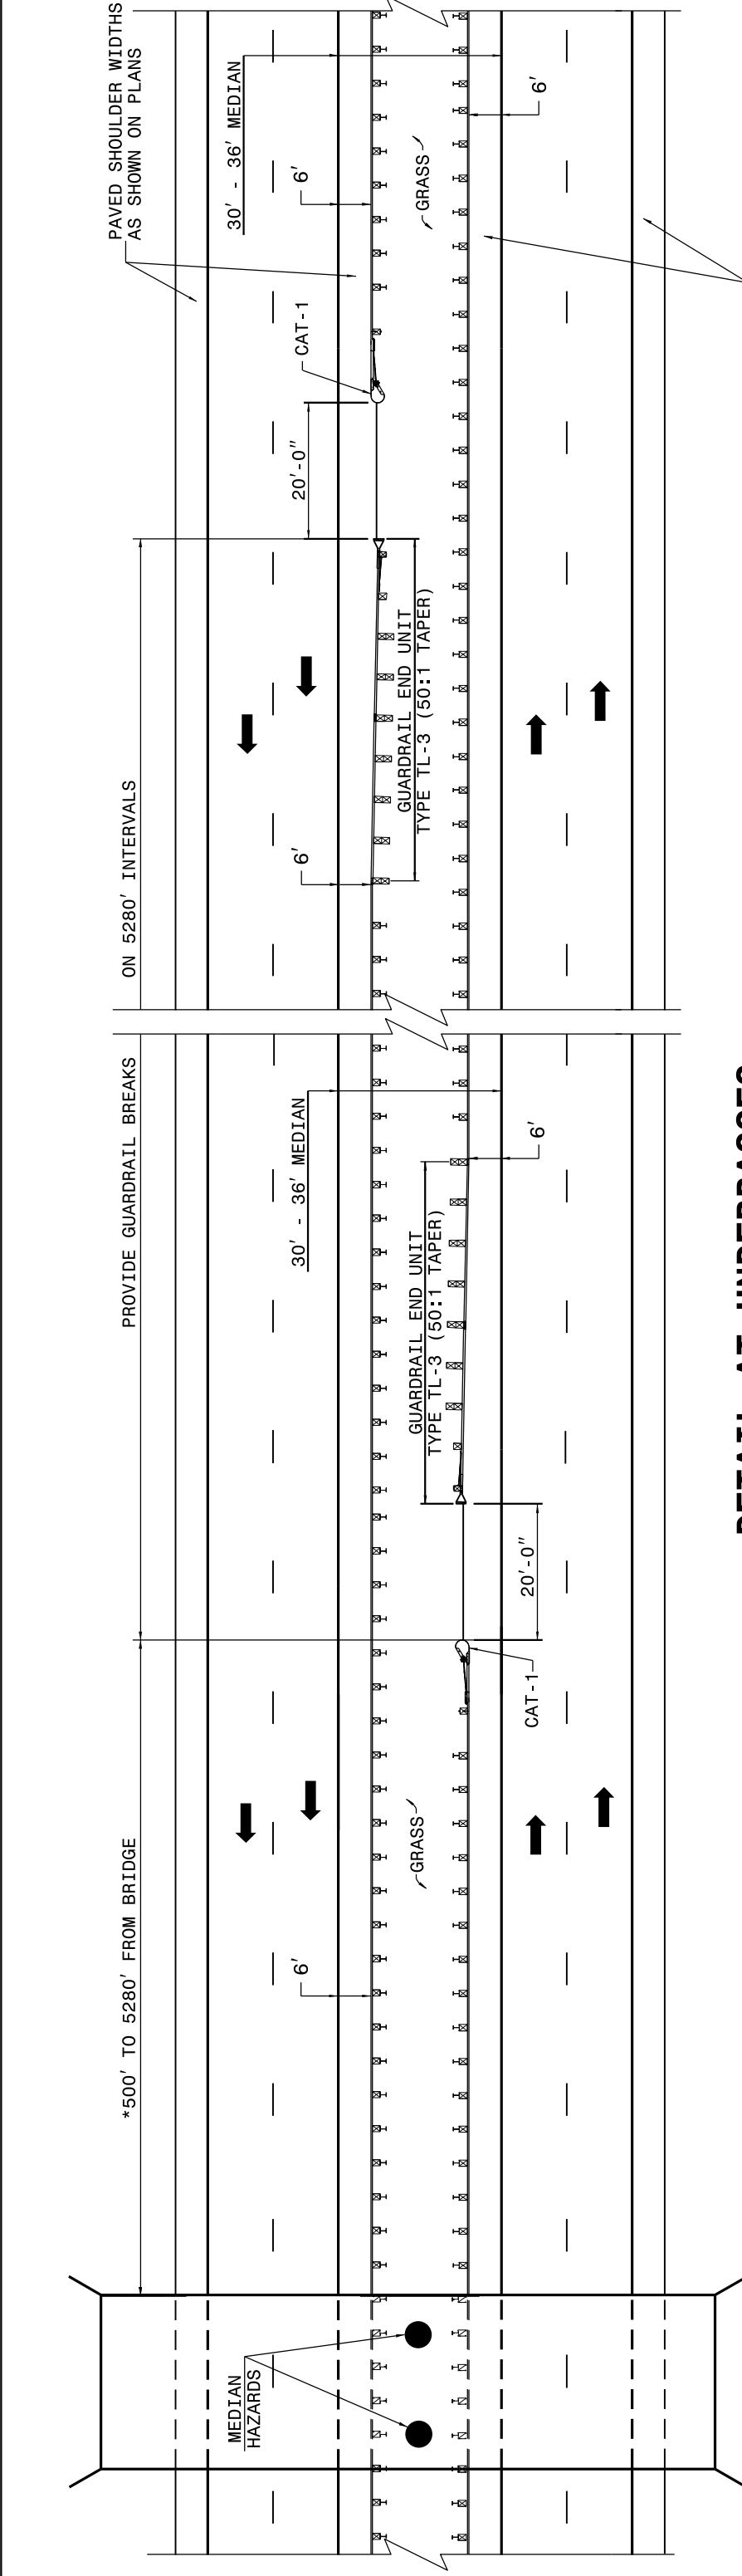 PAVED SHOULDER WIDTHS
AS SHOWN ON PLANS
30' - 36' MEDIAN
6'
GRASS
6'
CAT-1
20'-0"
GUARDRAIL END UNIT
TYPE TL-3 (50:1 TAPER)
6'
ON 5280' INTERVALS
PROVIDE GUARDRAIL BREAKS
30' - 36' MEDIAN
6'
GUARDRAIL END UNIT
TYPE TL-3 (50:1 TAPER)
20'-0"
CAT-1
GRASS
6'
*500' TO 5280' FROM BRIDGE
MEDIAN
HAZARDS